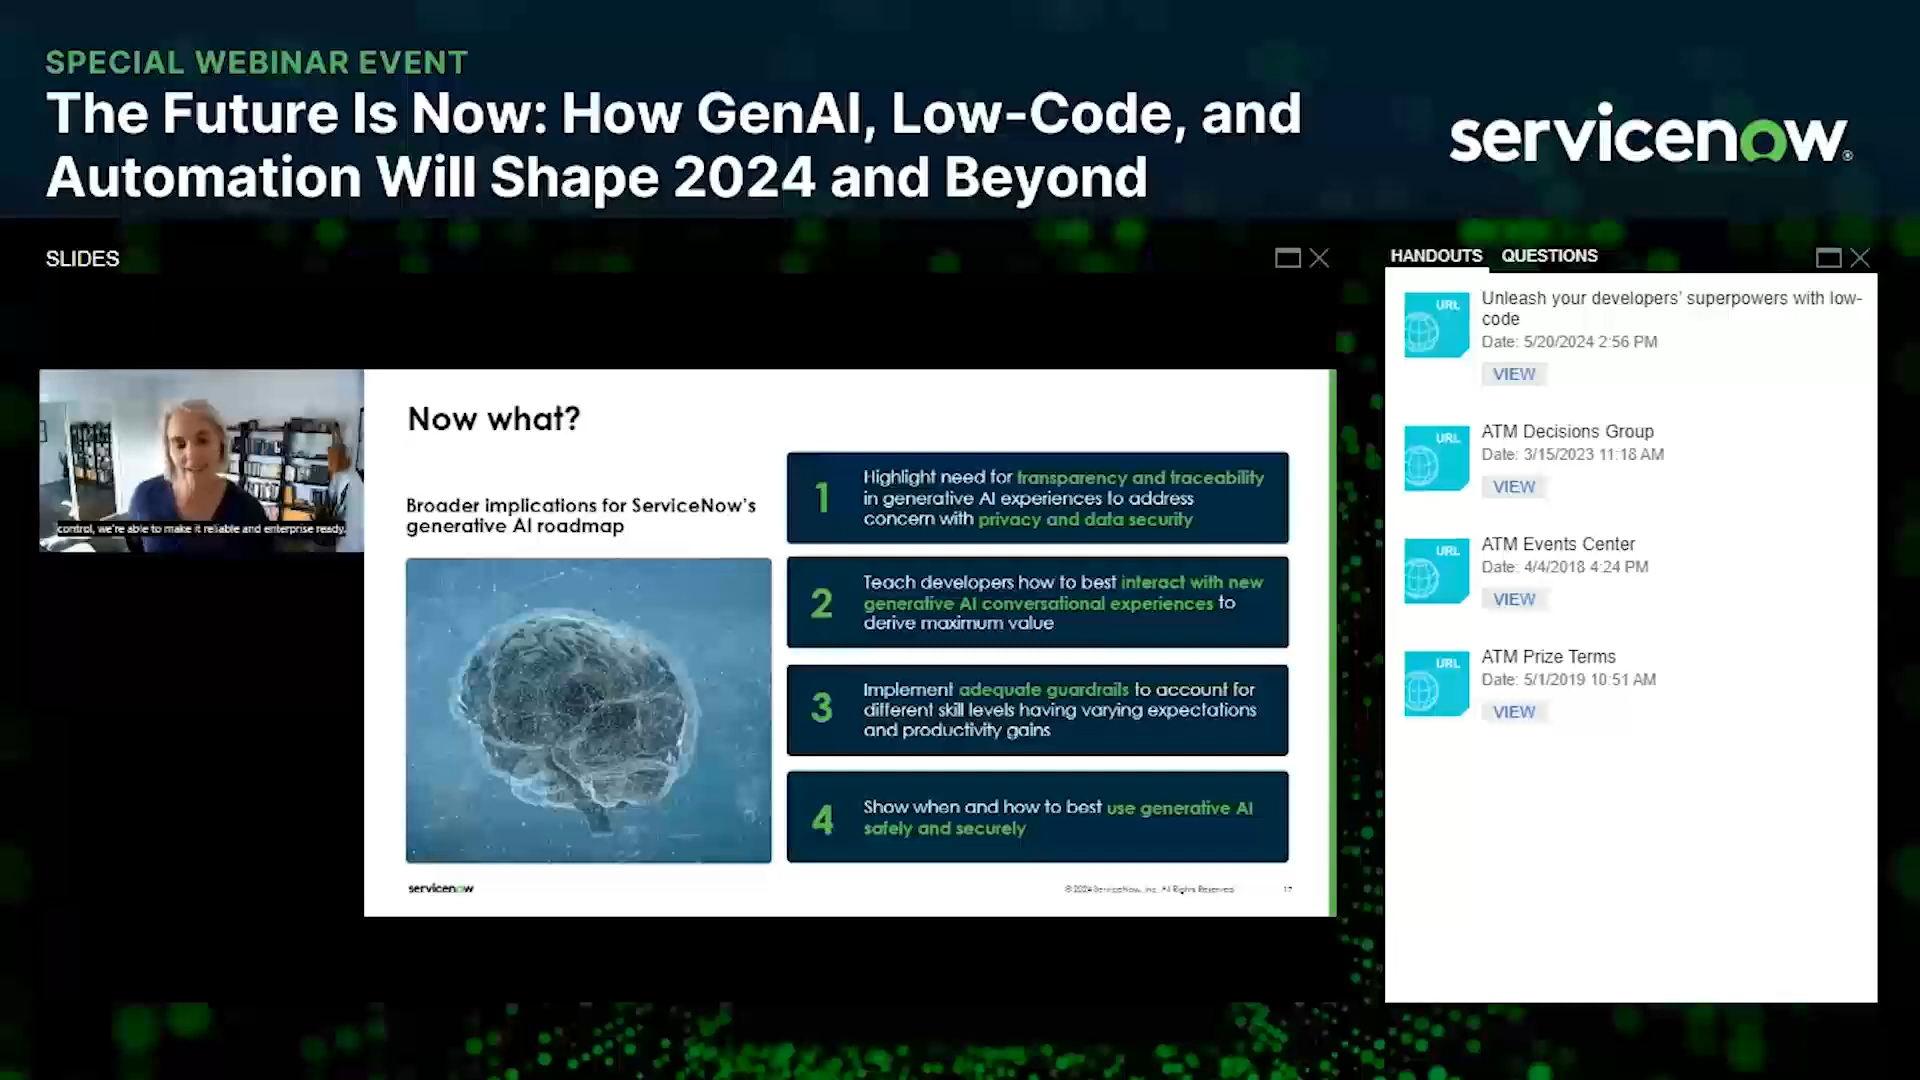 SPECIAL WEBINAR EVENT
The Future Is Now: How GenAI, Low-Code, and
Automation Will Shape 2024 and Beyond
servicenow®
SLIDES
control, we're able to make it reliable and enterprise ready.
Now what?
Broader implications for ServiceNow's
generative AI roadmap
1
Highlight need for transparency and traceability
in generative AI experiences to address
concern with privacy and data security
2
Teach developers how to best interact with new
generative AI conversational experiences to
derive maximum value
3
Implement adequate guardrails to account for
different skill levels having varying expectations
and productivity gains
4
Show when and how to best use generative AI
safely and securely
servicenow
© 2024 ServiceNow, Inc. All Rights Reserved.
17
HANDOUTS QUESTIONS
URL
Unleash your developers' superpowers with low-
code
Date: 5/20/2024 2:56 PM
VIEW
URL
ATM Decisions Group
Date: 3/15/2023 11:18 AM
VIEW
URL
ATM Events Center
Date: 4/4/2018 4:24 PM
VIEW
URL
ATM Prize Terms
Date: 5/1/2019 10:51 AM
VIEW